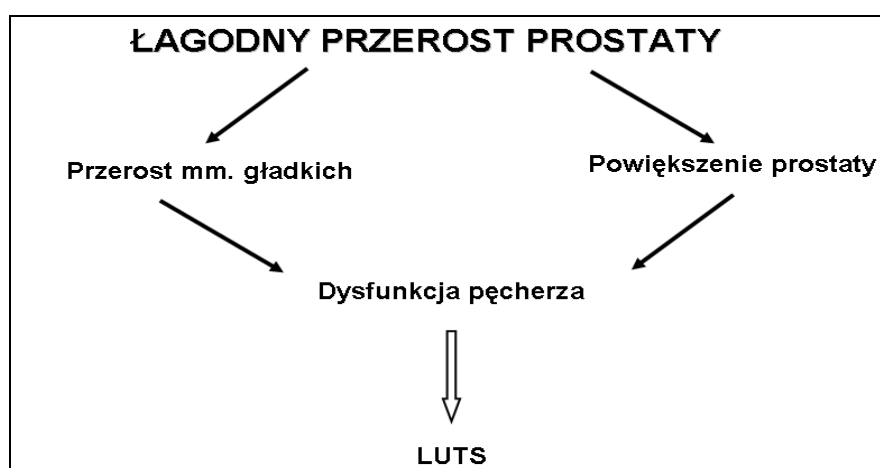 ŁAGODNY PRZEROST PROSTATY
Przerost mm. gładkich
Powiększenie prostaty
Dysfunkcja pęcherza
LUTS